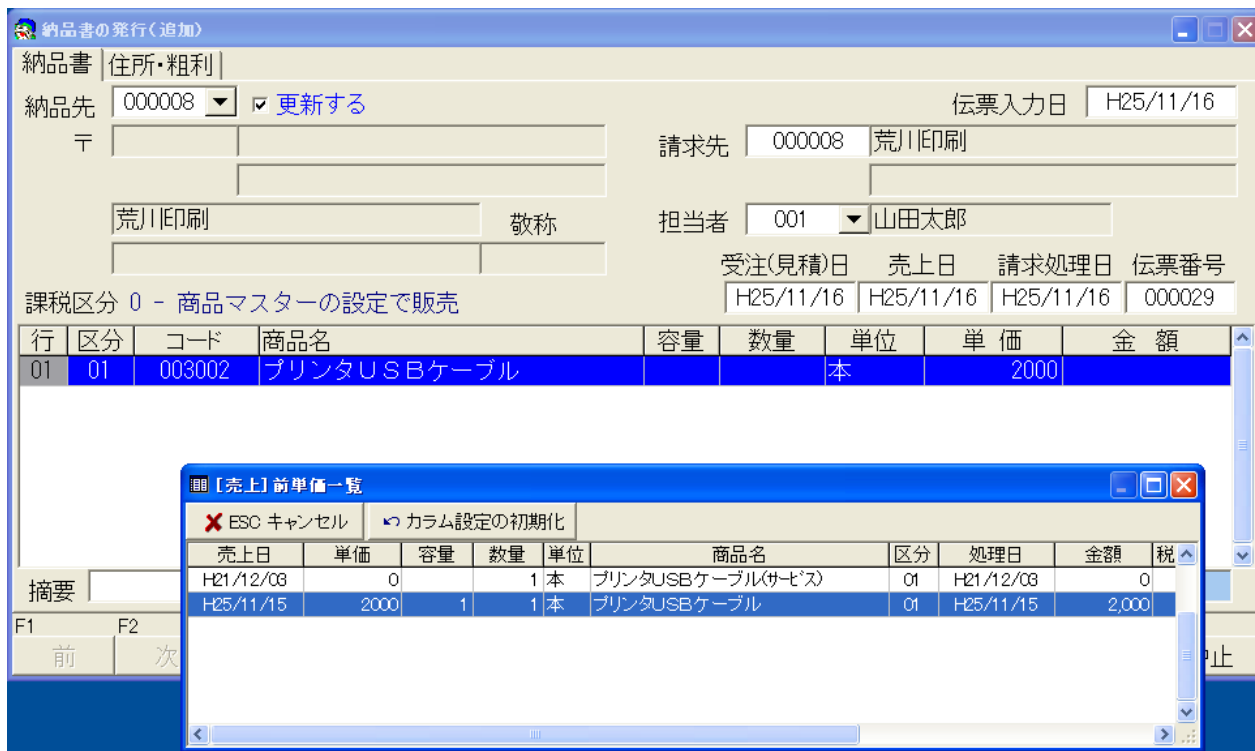 納品書の発行(追加)
納品書 住所・粗利
納品先 000008 更新する 伝票入力日 H25/11/16
〒 請求先 000008 荒川印刷
荒川印刷 敬称 担当者 001 山田太郎
受注(見積)日 売上日 請求処理日 伝票番号
課税区分 0 - 商品マスターの設定で販売 H25/11/16 H25/11/16 H25/11/16 000029
行 区分 コード 商品名 容量 数量 単位 単 価 金 額
01 01 003002 プリンタUSBケーブル 本 2000
[売上]前単価一覧
ESC キャンセル カラム設定の初期化
売上日 単価 容量 数量 単位 商品名 区分 処理日 金額 税
H21/12/03 0 1 本 プリンタUSBケーブル(サービス) 01 H21/12/03 0
H25/11/15 2000 1 1 本 プリンタUSBケーブル 01 H25/11/15 2,000
摘要
F1 F2
前 次 止